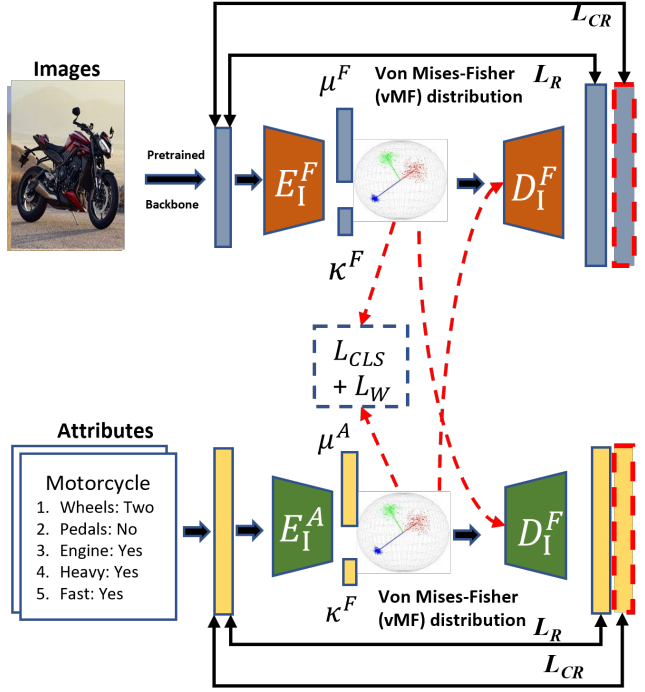 L_CR
Images
μ^F
Von Mises-Fisher
(vMF) distribution
L_R
Pretrained
Backbone
E_I^F
D_I^F
κ^F
L_CLS
+ L_W
Attributes
μ^A
Motorcycle
1. Wheels: Two
2. Pedals: No
3. Engine: Yes
4. Heavy: Yes
5. Fast: Yes
E_I^A
D_I^F
κ^F
Von Mises-Fisher
(vMF) distribution
L_R
L_CR